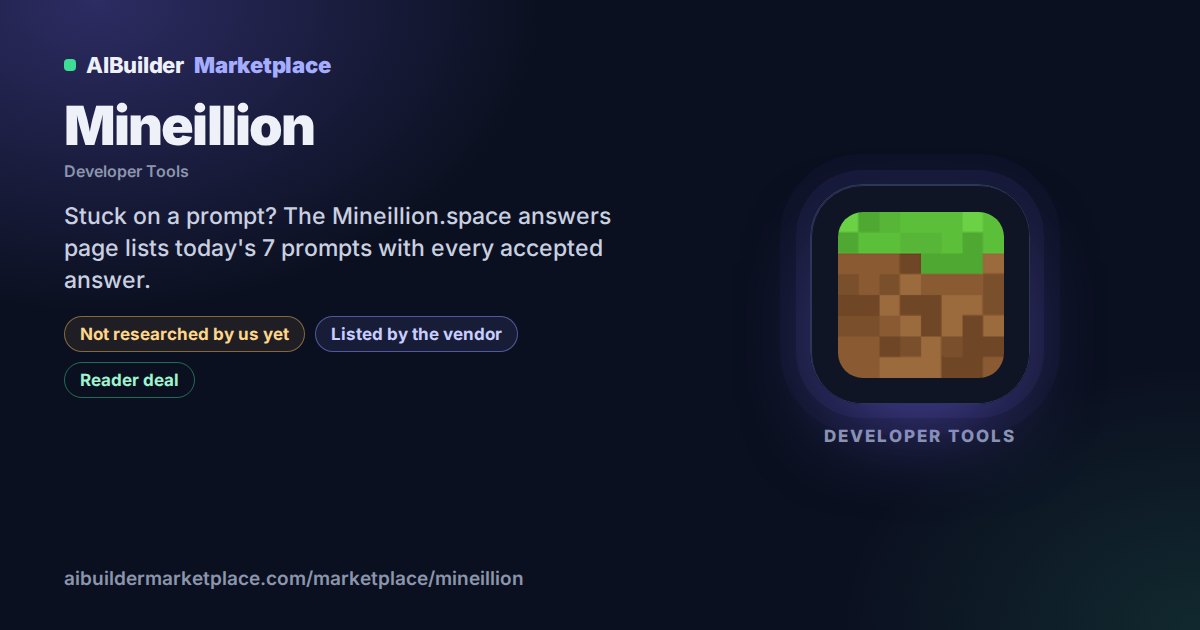 AIBuilder Marketplace
Mineillion
Developer Tools
Stuck on a prompt? The Mineillion.space answers
page lists today's 7 prompts with every accepted
answer.
Not researched by us yet
Listed by the vendor
Reader deal
DEVELOPER TOOLS
aibuildermarketplace.com/marketplace/mineillion